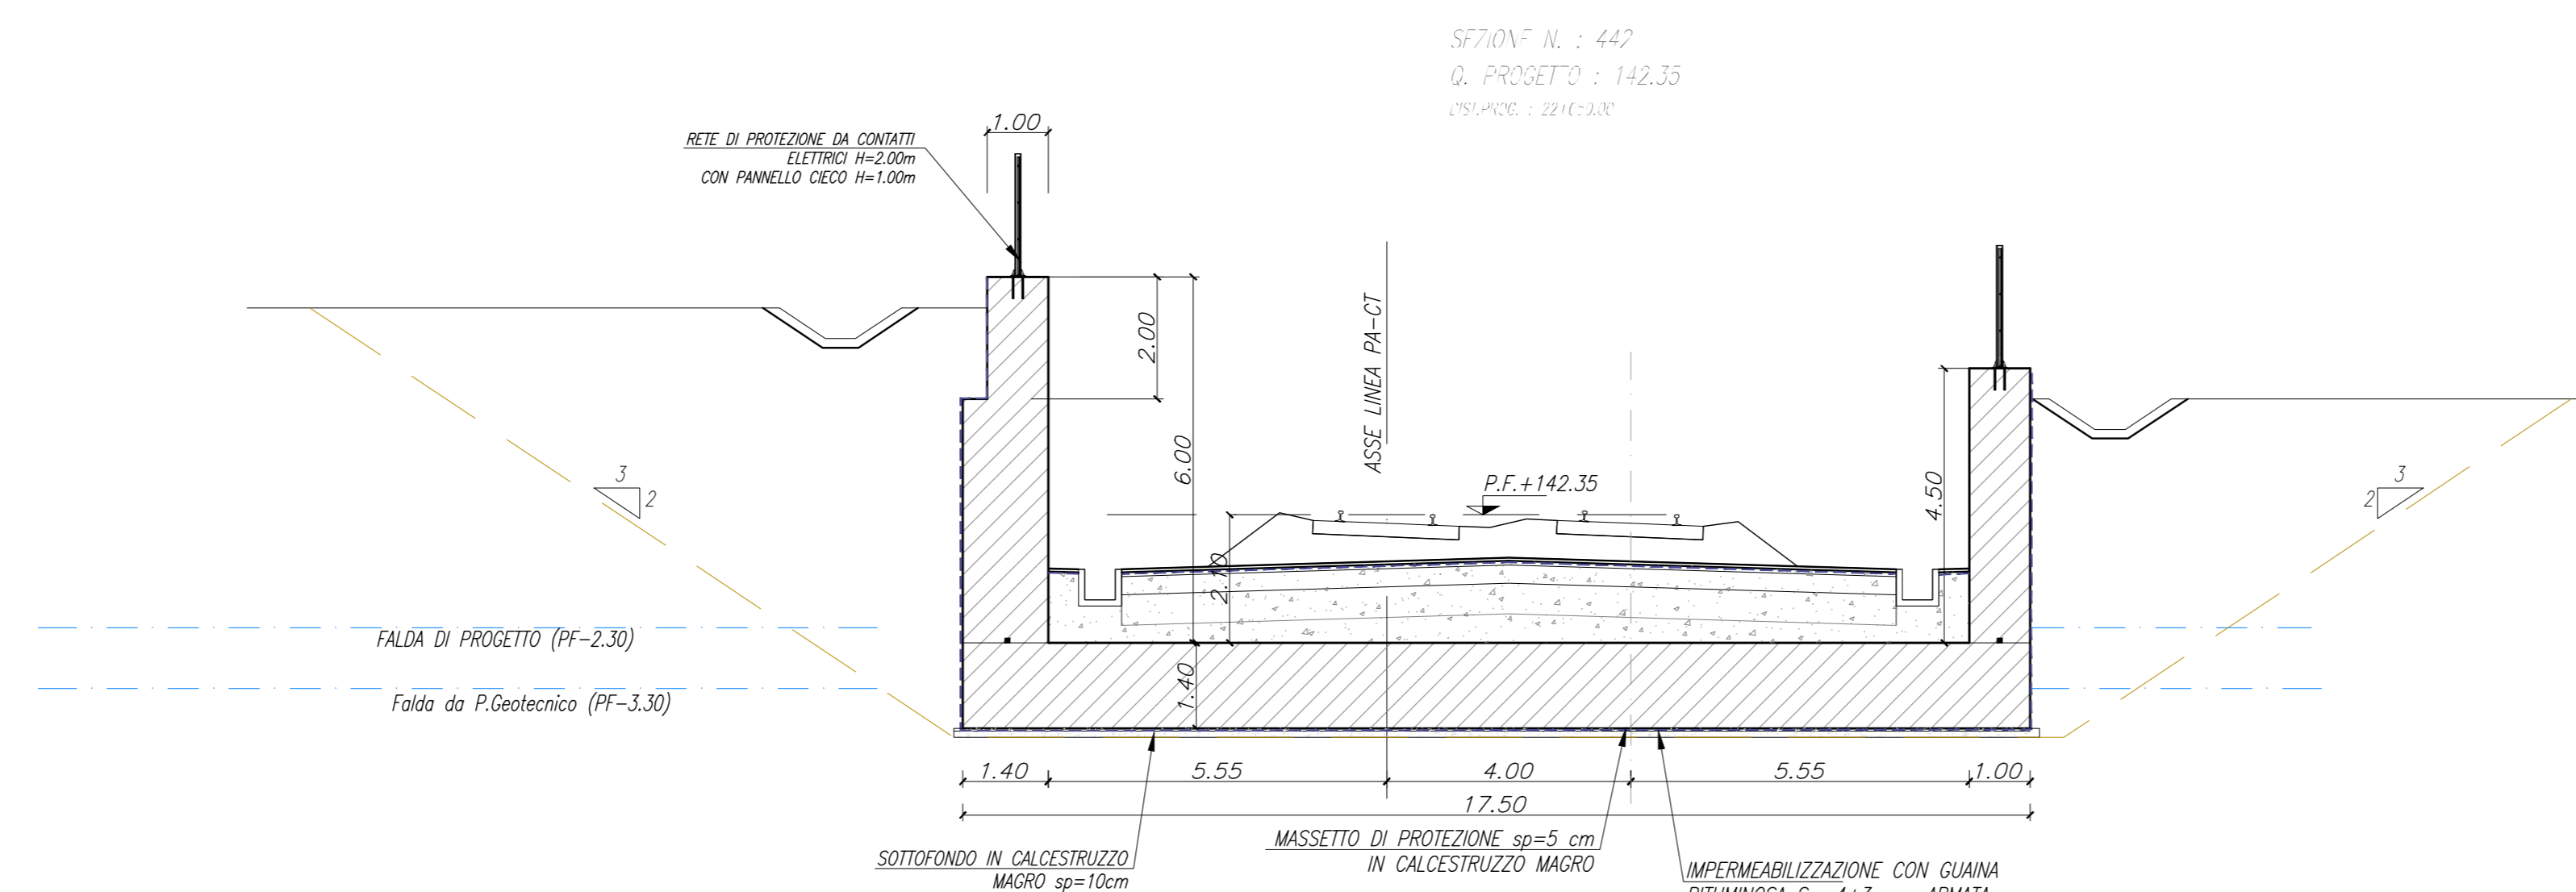 SEZIONE N. : 442
Q. PROGETTO : 142.35
RETE DI PROTEZIONE DA CONTATTI
ELETTRICI H=2.00m
CON PANNELLO CIECO H=1.00m
1.00
2.00
6.00
ASSE LINEA PA-CT
P.F.+142.35
4.50
3
2
3
2
2.10
FALDA DI PROGETTO (PF-2.30)
Falda da P.Geotecnico (PF-3.30)
1.40
1.40
5.55
4.00
5.55
1.00
17.50
SOTTOFONDO IN CALCESTRUZZO
MAGRO sp=10cm
MASSETTO DI PROTEZIONE sp=5 cm
IN CALCESTRUZZO MAGRO
IMPERMEABILIZZAZIONE CON GUAINA